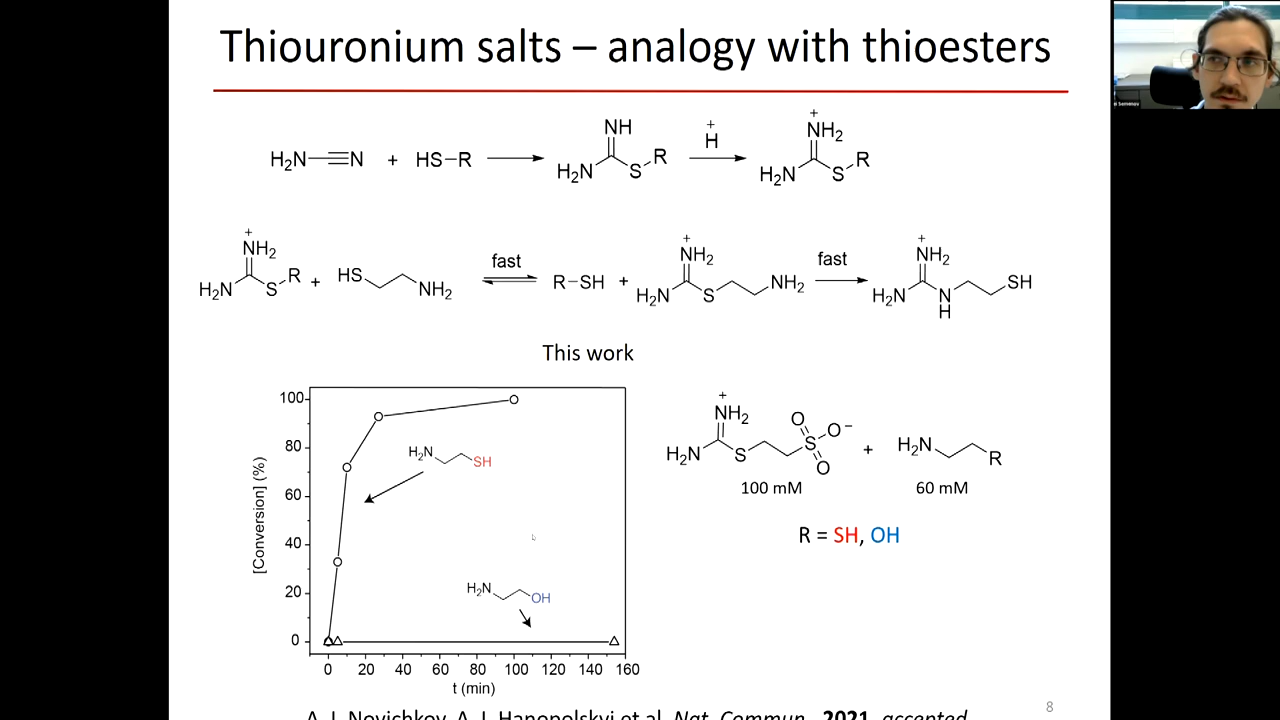 Thiouronium salts – analogy with thioesters
H₂N N + HS–R NH H₂N S R + H + NH₂ H₂N S R
+ NH₂ H₂N S R + HS NH₂ fast R–SH + + NH₂ H₂N S NH₂ fast + NH₂ H₂N N H SH
This work
[Conversion] (%)
100
80
60
40
20
0
H₂N SH
H₂N OH
0 20 40 60 80 100 120 140 160
t (min)
+ NH₂ H₂N S O S O⁻ O + H₂N R
100 mM 60 mM
R = SH, OH
A. I. Novichkov, A. I. Hanopolskyi et al. Nat. Commun., 2021, accepted
8